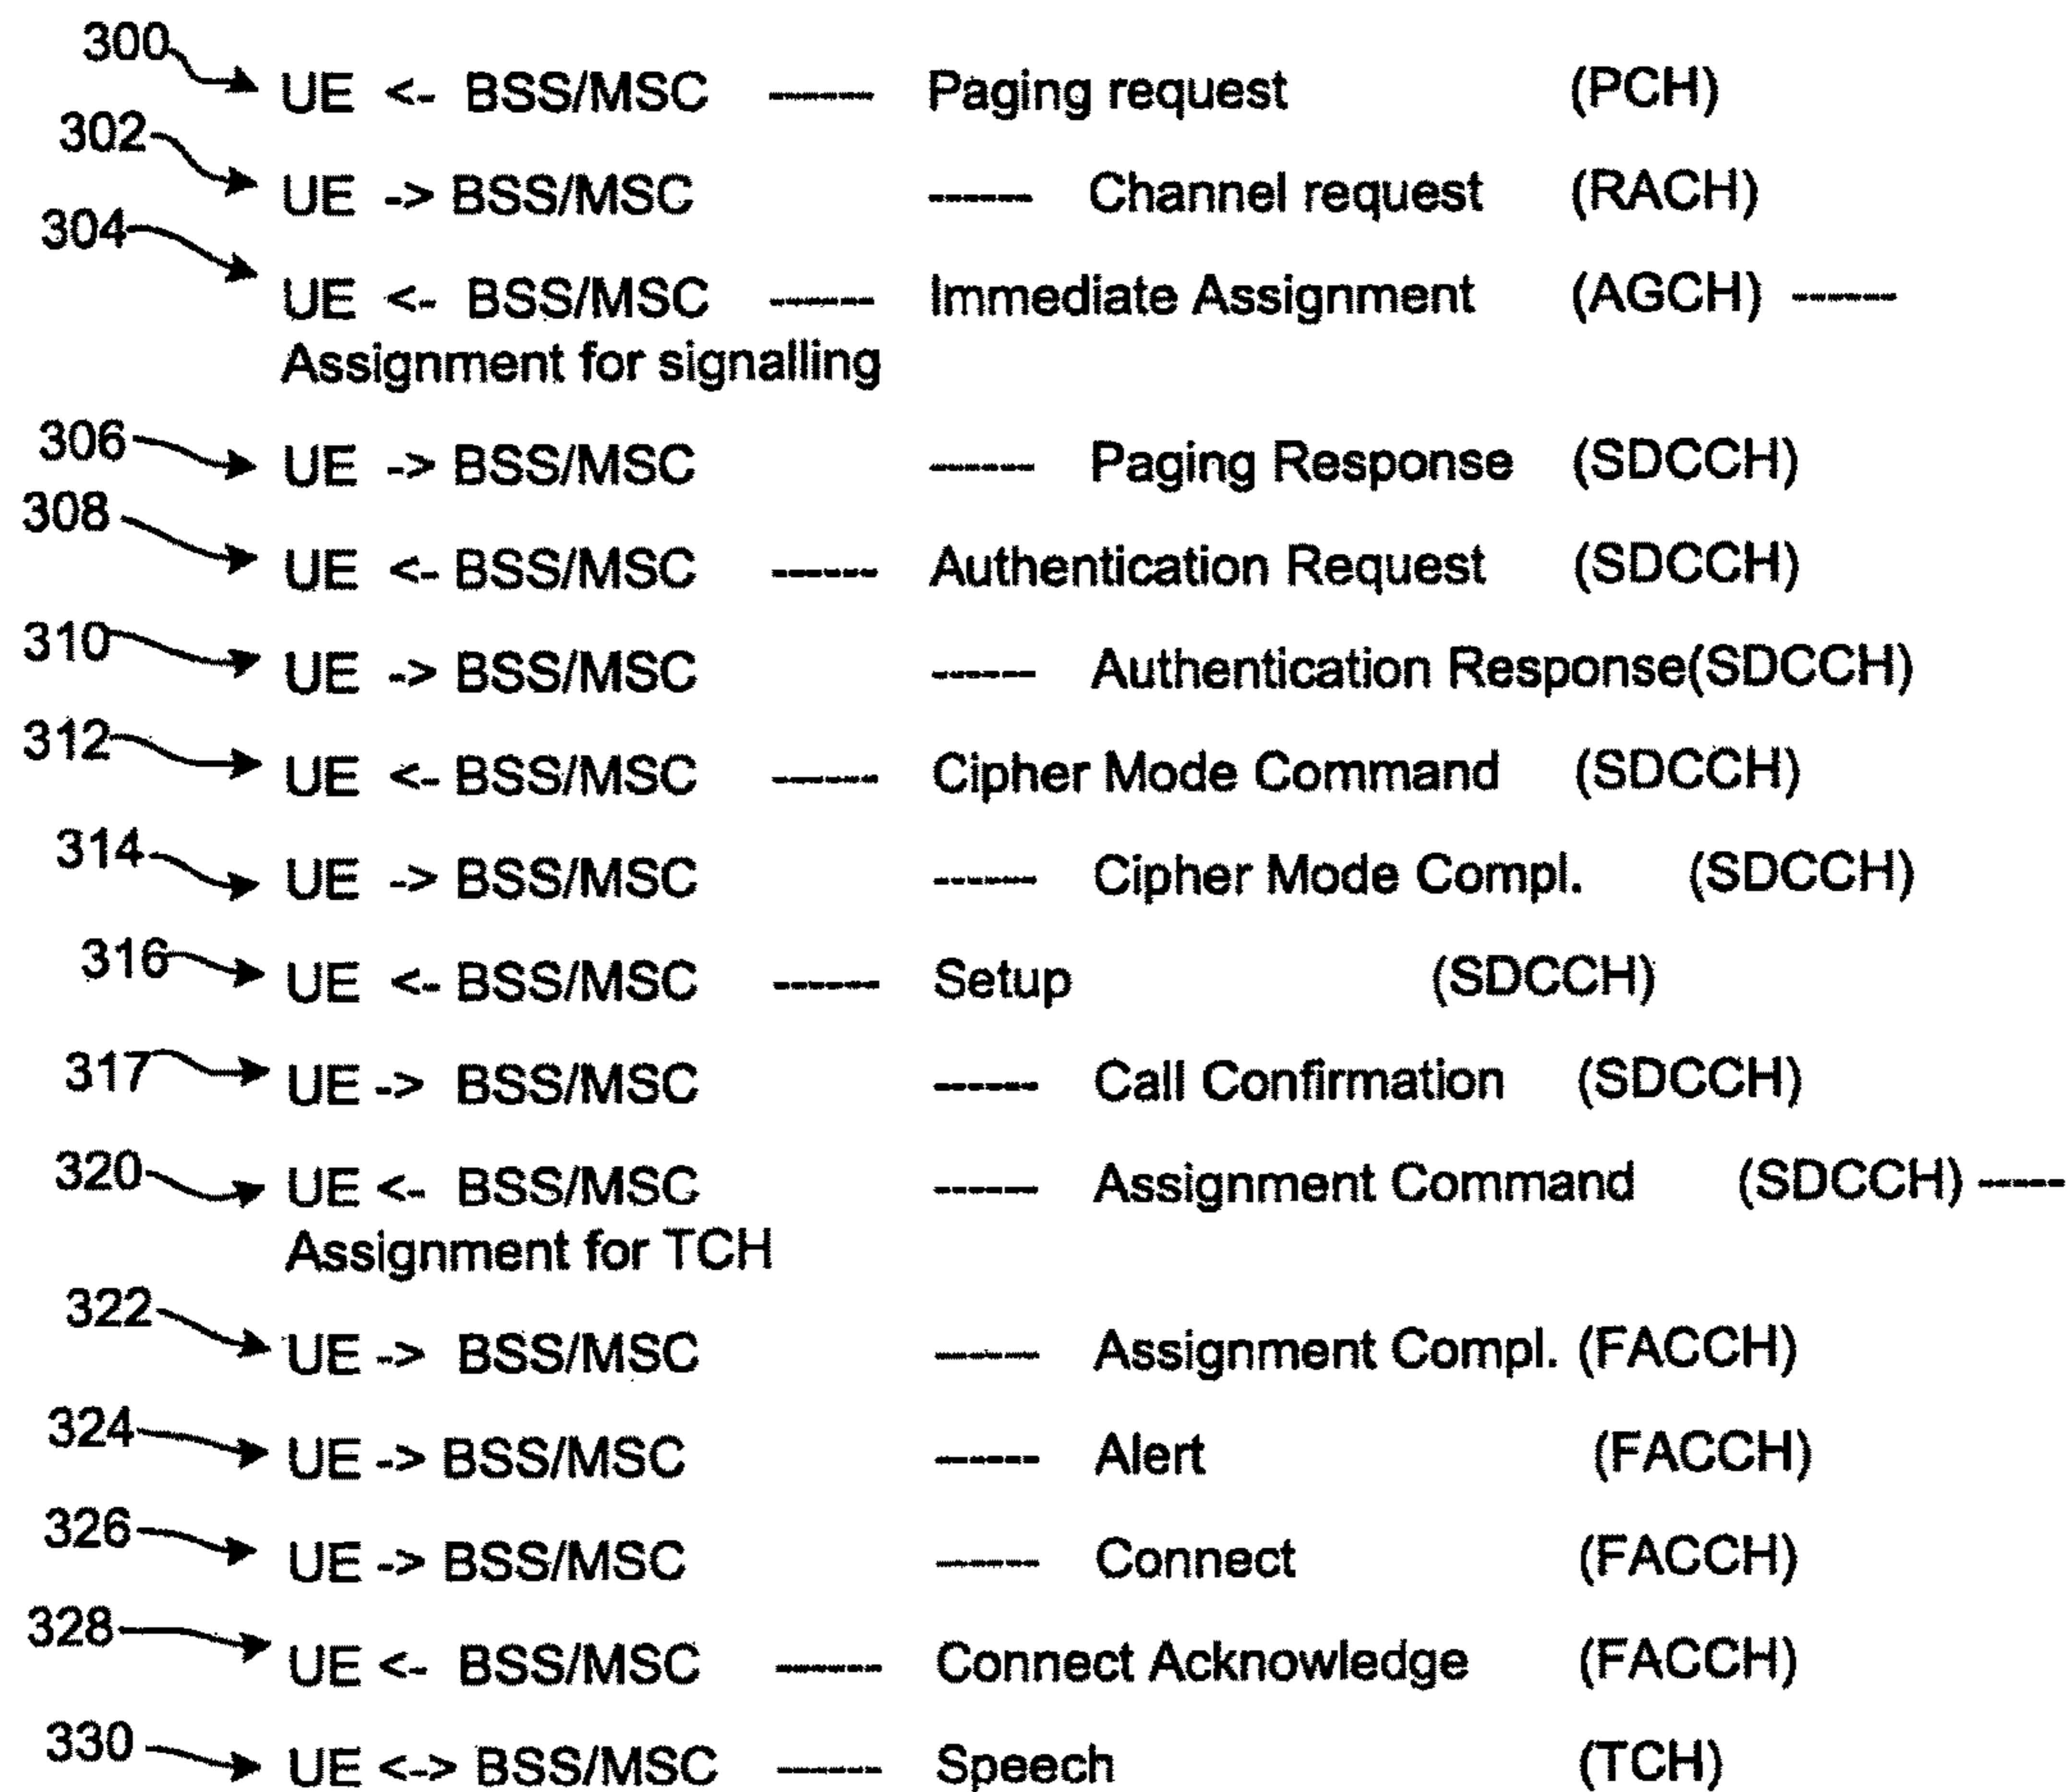 300 UE <- BSS/MSC ------ Paging request (PCH)
302 UE -> BSS/MSC ------ Channel request (RACH)
304 UE <- BSS/MSC ------ Immediate Assignment (AGCH) ------
Assignment for signalling
306 UE -> BSS/MSC ------ Paging Response (SDCCH)
308 UE <- BSS/MSC ------ Authentication Request (SDCCH)
310 UE -> BSS/MSC ------ Authentication Response(SDCCH)
312 UE <- BSS/MSC ------ Cipher Mode Command (SDCCH)
314 UE -> BSS/MSC ------ Cipher Mode Compl. (SDCCH)
316 UE <- BSS/MSC ------ Setup (SDCCH)
317 UE -> BSS/MSC ------ Call Confirmation (SDCCH)
320 UE <- BSS/MSC ------ Assignment Command (SDCCH) -----
Assignment for TCH
322 UE -> BSS/MSC ------ Assignment Compl. (FACCH)
324 UE -> BSS/MSC ------ Alert (FACCH)
326 UE -> BSS/MSC ------ Connect (FACCH)
328 UE <- BSS/MSC ------ Connect Acknowledge (FACCH)
330 UE <-> BSS/MSC ------ Speech (TCH)